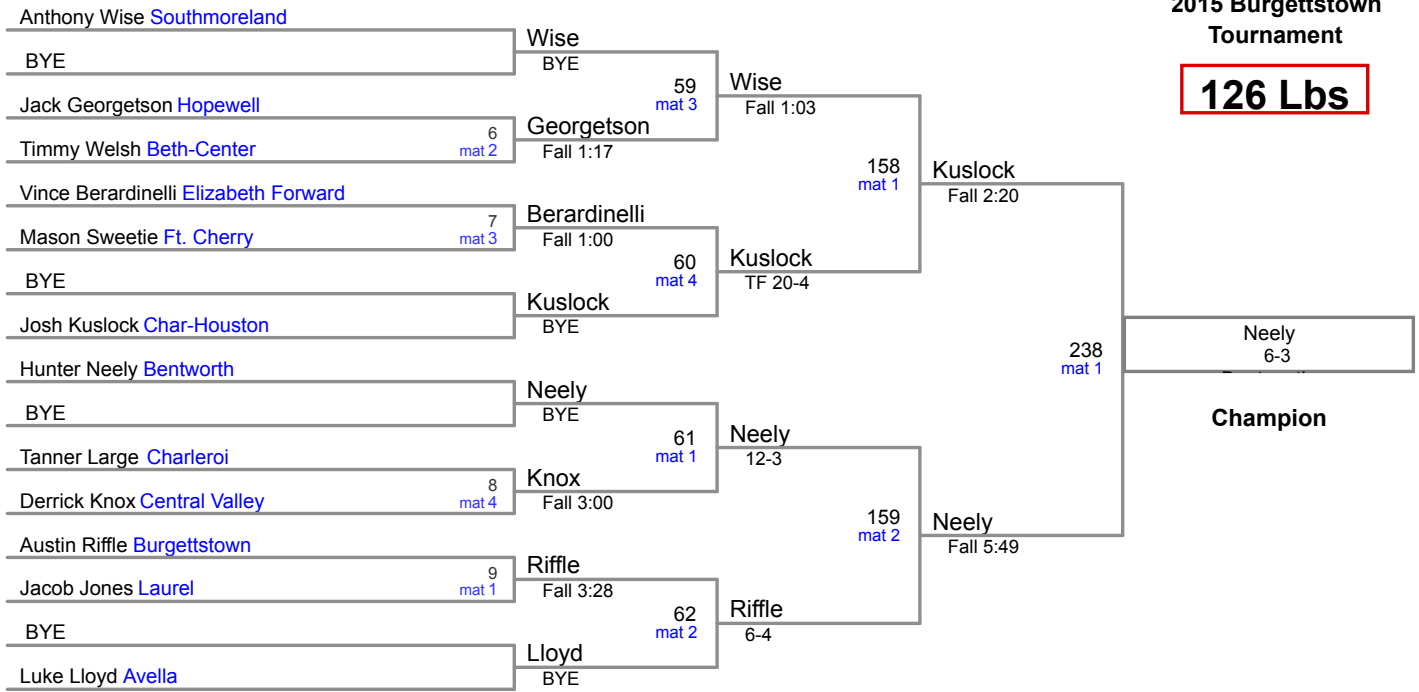 2015 Burgettstown
Tournament
126 Lbs
Anthony Wise Southmoreland
BYE
Jack Georgetson Hopewell
Timmy Welsh Beth-Center
Vince Berardinelli Elizabeth Forward
Mason Sweetie Ft. Cherry
BYE
Josh Kuslock Char-Houston
Hunter Neely Bentworth
BYE
Tanner Large Charleroi
Derrick Knox Central Valley
Austin Riffle Burgettstown
Jacob Jones Laurel
BYE
Luke Lloyd Avella
6
mat 2
7
mat 3
8
mat 4
9
mat 1
Wise
BYE
Georgetson
Fall 1:17
Berardinelli
Fall 1:00
Kuslock
BYE
Neely
BYE
Knox
Fall 3:00
Riffle
Fall 3:28
Lloyd
BYE
59
mat 3
60
mat 4
61
mat 1
62
mat 2
Wise
Fall 1:03
Kuslock
TF 20-4
Neely
12-3
Riffle
6-4
158
mat 1
159
mat 2
Kuslock
Fall 2:20
Neely
Fall 5:49
238
mat 1
Neely
6-3
Champion